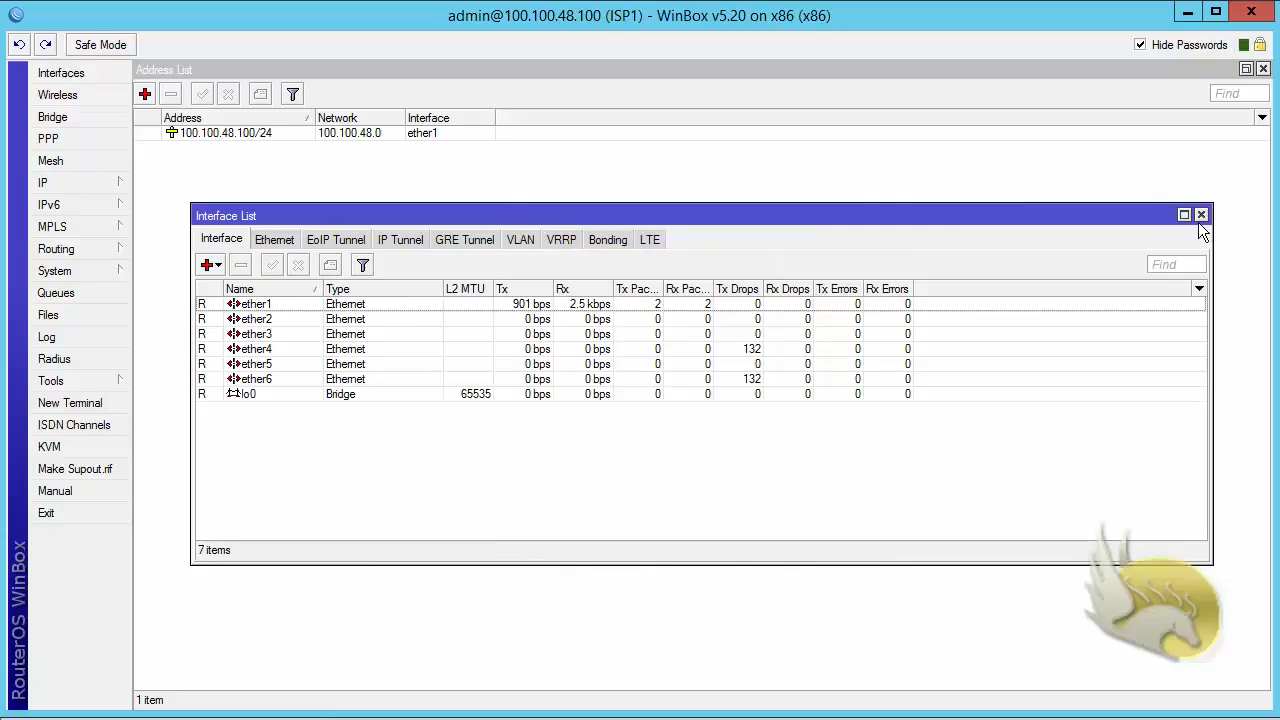 admin@100.100.48.100 (ISP1) - WinBox v5.20 on x86 (x86)
Safe Mode
Hide Passwords
Interfaces
Wireless
Bridge
PPP
Mesh
IP
IPv6
MPLS
Routing
System
Queues
Files
Log
Radius
Tools
New Terminal
ISDN Channels
KVM
Make Supout.rif
Manual
Exit
RouterOS WinBox
Address List
Find
Address Network Interface
100.100.48.100/24 100.100.48.0 ether1
Interface List
Interface Ethernet EoIP Tunnel IP Tunnel GRE Tunnel VLAN VRRP Bonding LTE
Find
Name Type L2 MTU Tx Rx Tx Pac... Rx Pac... Tx Drops Rx Drops Tx Errors Rx Errors
R ether1 Ethernet 901 bps 2.5 kbps 2 2 0 0 0 0
R ether2 Ethernet 0 bps 0 bps 0 0 0 0 0 0
R ether3 Ethernet 0 bps 0 bps 0 0 0 0 0 0
R ether4 Ethernet 0 bps 0 bps 0 0 132 0 0 0
R ether5 Ethernet 0 bps 0 bps 0 0 0 0 0 0
R ether6 Ethernet 0 bps 0 bps 0 0 132 0 0 0
R lo0 Bridge 65535 0 bps 0 bps 0 0 0 0 0 0
7 items
1 item